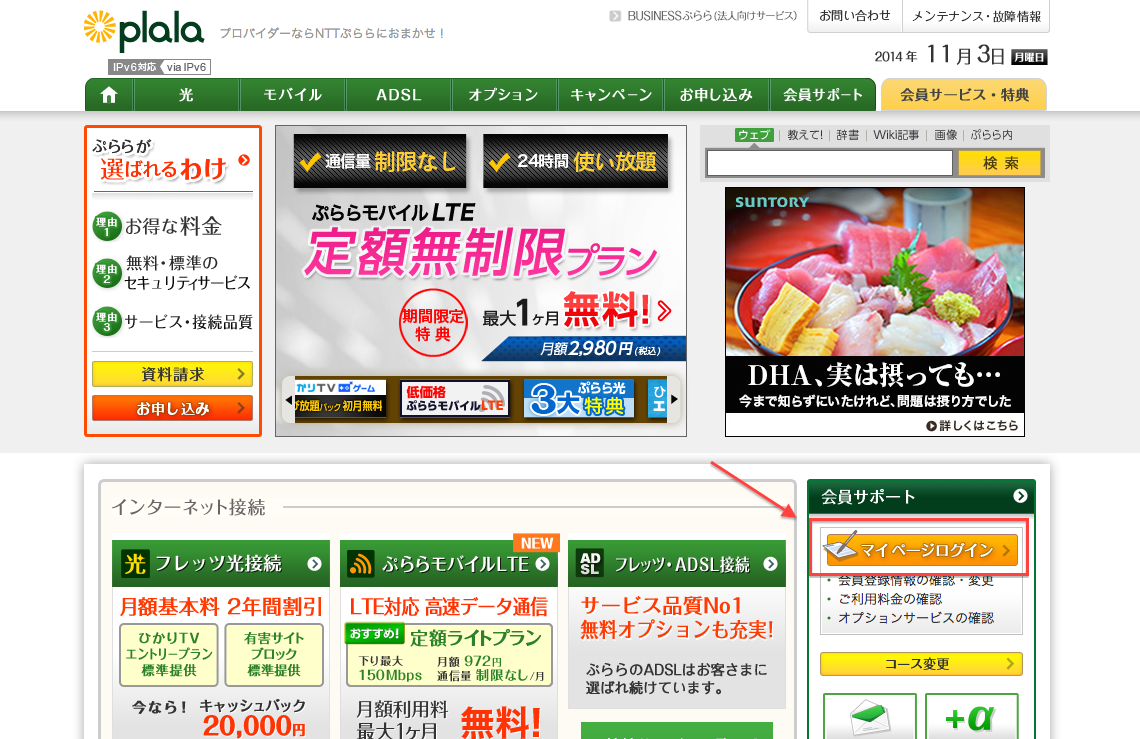 plala
プロバイダーならNTTぷららにおまかせ！
IPv6対応 via IPv6
BUSINESSぷらら（法人向けサービス）
お問い合わせ
メンテナンス・故障情報
2014年 11月3日 月曜日
光
モバイル
ADSL
オプション
キャンペーン
お申し込み
会員サポート
会員サービス・特典
ぷららが
選ばれるわけ
理由1 お得な料金
理由2 無料・標準の
セキュリティサービス
理由3 サービス・接続品質
資料請求
お申し込み
通信量 制限なし
24時間 使い放題
ぷららモバイルLTE
定額無制限プラン
期間限定
特典
最大1ヶ月 無料!
月額2,980円(税込)
かリTV ゲーム
放題パック 初月無料
低価格
ぷららモバイルLTE
ぷらら光
3大特典
ひ
エ
ウェブ
教えて!
辞書
Wiki記事
画像
ぷらら内
検索
SUNTORY
DHA、実は摂っても…
今まで知らずにいたけれど、問題は摂り方でした
詳しくはこちら
インターネット接続
光 フレッツ光接続
月額基本料 2年間割引
ひかりTV
エントリープラン
標準提供
有害サイト
ブロック
標準提供
今なら! キャッシュバック
20,000円
NEW
ぷららモバイルLTE
LTE対応 高速データ通信
おすすめ! 定額ライトプラン
下り最大
150Mbps
月額 972円
通信量 制限なし/月
月額利用料
最大1ヶ月 無料!
ADSL フレッツ・ADSL接続
サービス品質No1
無料オプションも充実!
ぷららのADSLはお客さまに
選ばれ続けています。
会員サポート
マイページログイン
・会員登録情報の確認・変更
・ご利用料金の確認
・オプションサービスの確認
コース変更
+α